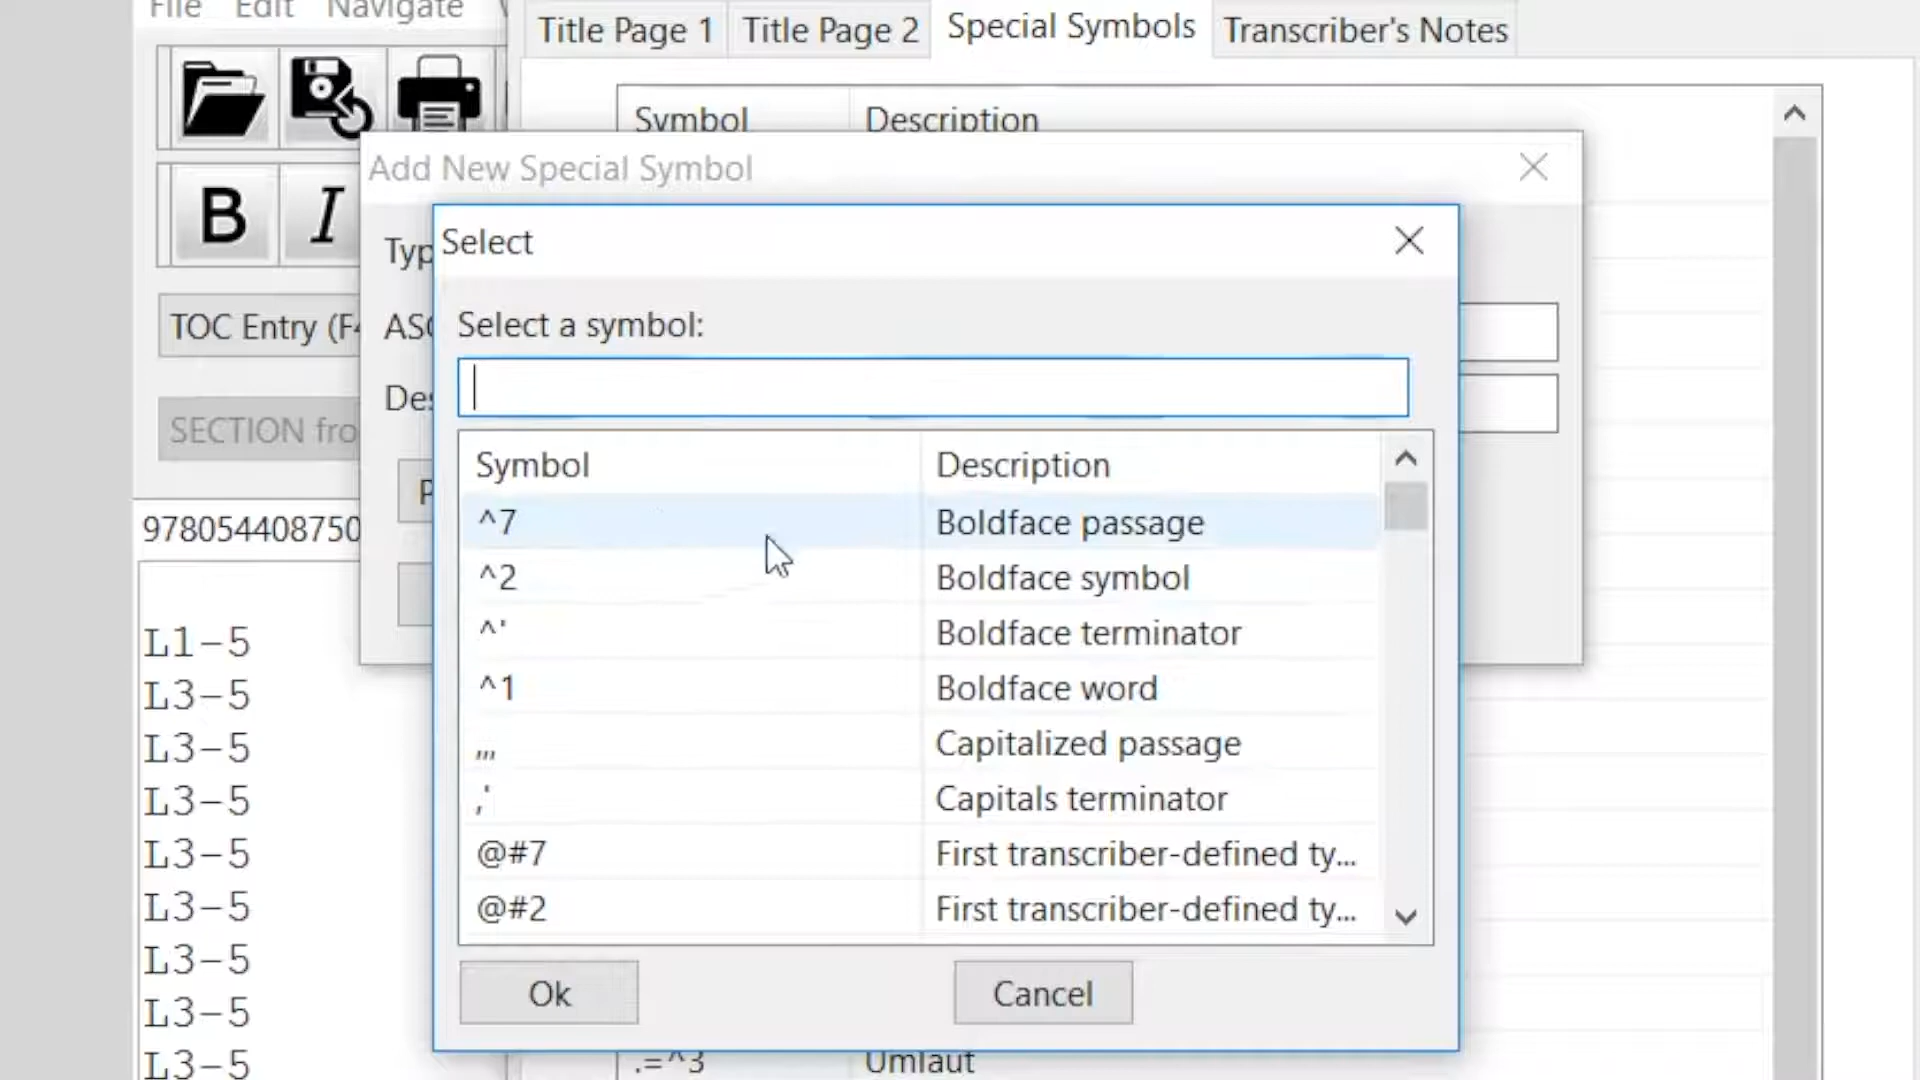 File Edit Navigate
Title Page 1 Title Page 2 Special Symbols Transcriber's Notes
Symbol Description
Add New Special Symbol
B I
Select
Select a symbol:
TOC Entry (F4
SECTION
Symbol Description
^7 Boldface passage
^2 Boldface symbol
^' Boldface terminator
^1 Boldface word
,,, Capitalized passage
,' Capitals terminator
@#7 First transcriber-defined ty...
@#2 First transcriber-defined ty...
97805440875
L1-5
L3-5
L3-5
L3-5
L3-5
L3-5
L3-5
L3-5
L3-5
Ok Cancel
.=^3 Umlaut